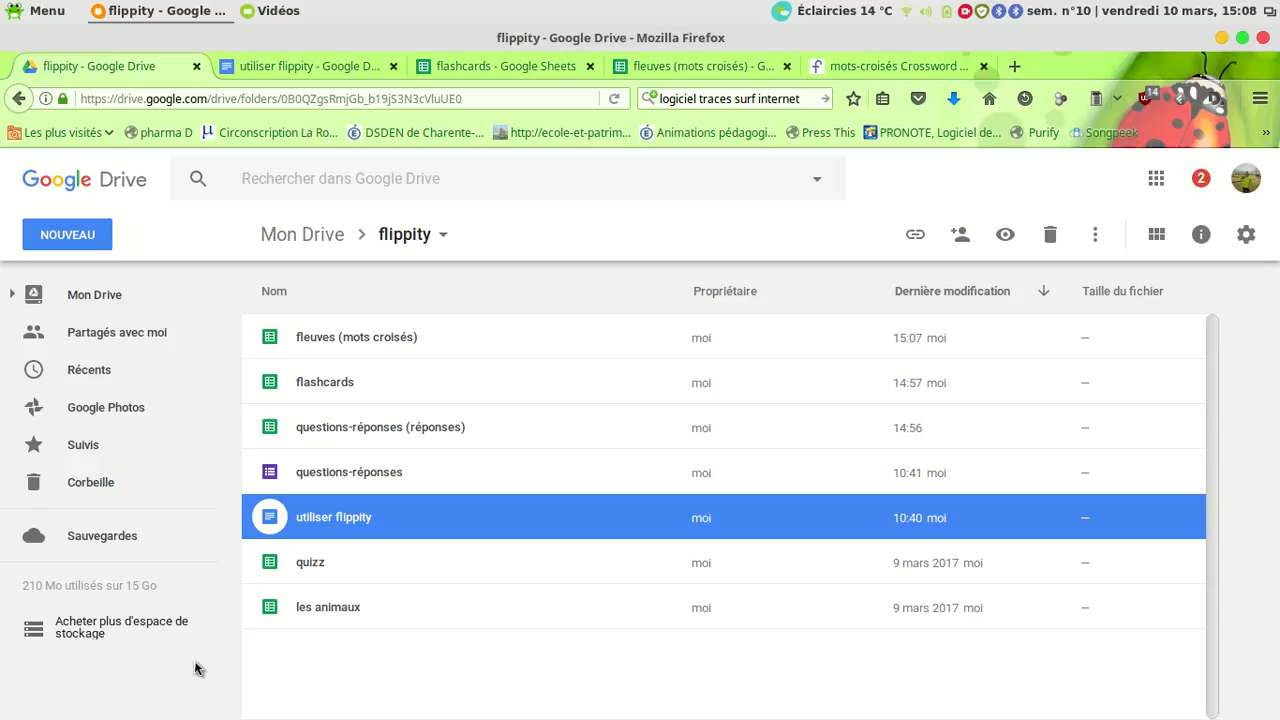 Menu
flippity - Google ...
Vidéos
Éclaircies 14 °C
sem. n°10 | vendredi 10 mars, 15:08
flippity - Google Drive - Mozilla Firefox
flippity - Google Drive
utiliser flippity - Google D...
flashcards - Google Sheets
fleuves (mots croisés) - G...
mots-croisés Crossword ...
https://drive.google.com/drive/folders/0B0QZgsRmjGb_b19jS3N3cVluUE0
logiciel traces surf internet
14
Les plus visités
pharma D
Circonscription La Ro...
DSDEN de Charente-...
http://ecole-et-patrim...
Animations pédagogi...
Press This
PRONOTE, Logiciel de...
Purify
Songpeek
Google Drive
Rechercher dans Google Drive
2
NOUVEAU
Mon Drive
flippity
Mon Drive
Partagés avec moi
Récents
Google Photos
Suivis
Corbeille
Sauvegardes
210 Mo utilisés sur 15 Go
Acheter plus d'espace de
stockage
Nom Propriétaire Dernière modification Taille du fichier
fleuves (mots croisés) moi 15:07 moi –
flashcards moi 14:57 moi –
questions-réponses (réponses) moi 14:56 –
questions-réponses moi 10:41 moi –
utiliser flippity moi 10:40 moi –
quizz moi 9 mars 2017 moi –
les animaux moi 9 mars 2017 moi –